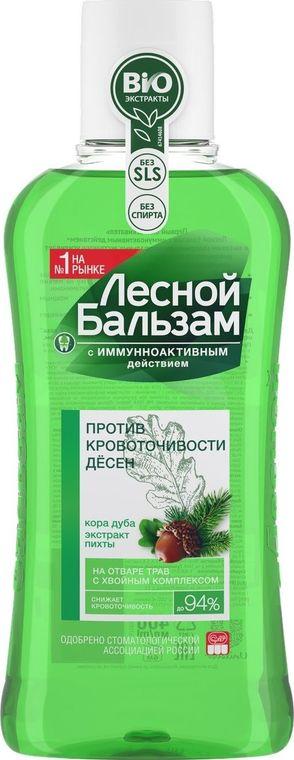 BIO
ЭКСТРАКТЫ
БЕЗ
SLS
БЕЗ
СПИРТА
№1 НА
РЫНКЕ
Лесной
Бальзам
С ИММУННОАКТИВНЫМ
ДЕЙСТВИЕМ
ПРОТИВ
КРОВОТОЧИВОСТИ
ДЁСЕН
кора дуба
экстракт
пихты
НА ОТВАРЕ ТРАВ
С ХВОЙНЫМ КОМПЛЕКСОМ
СНИЖАЕТ
КРОВОТОЧИВОСТЬ ДО 94%
ОДОБРЕНО СТОМАТОЛОГИЧЕСКОЙ
АССОЦИАЦИЕЙ РОССИИ